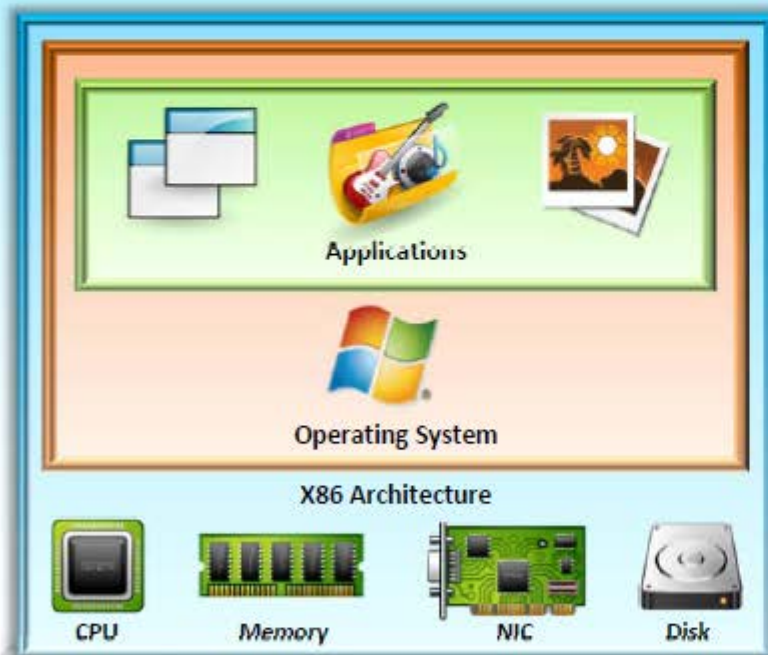 Applications
Operating System
X86 Architecture
CPU Memory NIC Disk